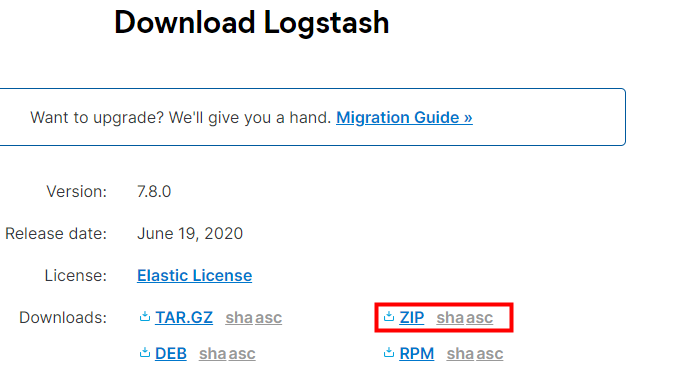 Download Logstash
Want to upgrade? We'll give you a hand. Migration Guide »
Version: 7.8.0
Release date: June 19, 2020
License: Elastic License
Downloads: TAR.GZ sha asc ZIP sha asc
DEB sha asc RPM sha asc